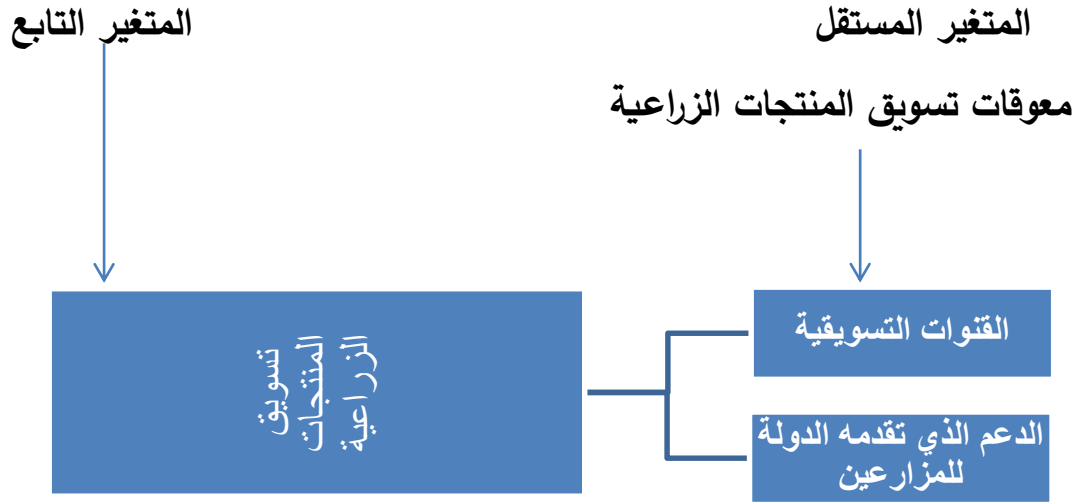 المتغير المستقل
المتغير التابع
معوقات تسويق المنتجات الزراعية
القنوات التسويقية
الدعم الذي تقدمه الدولة
للمزارعين
تسويق
المنتجات
الزراعية